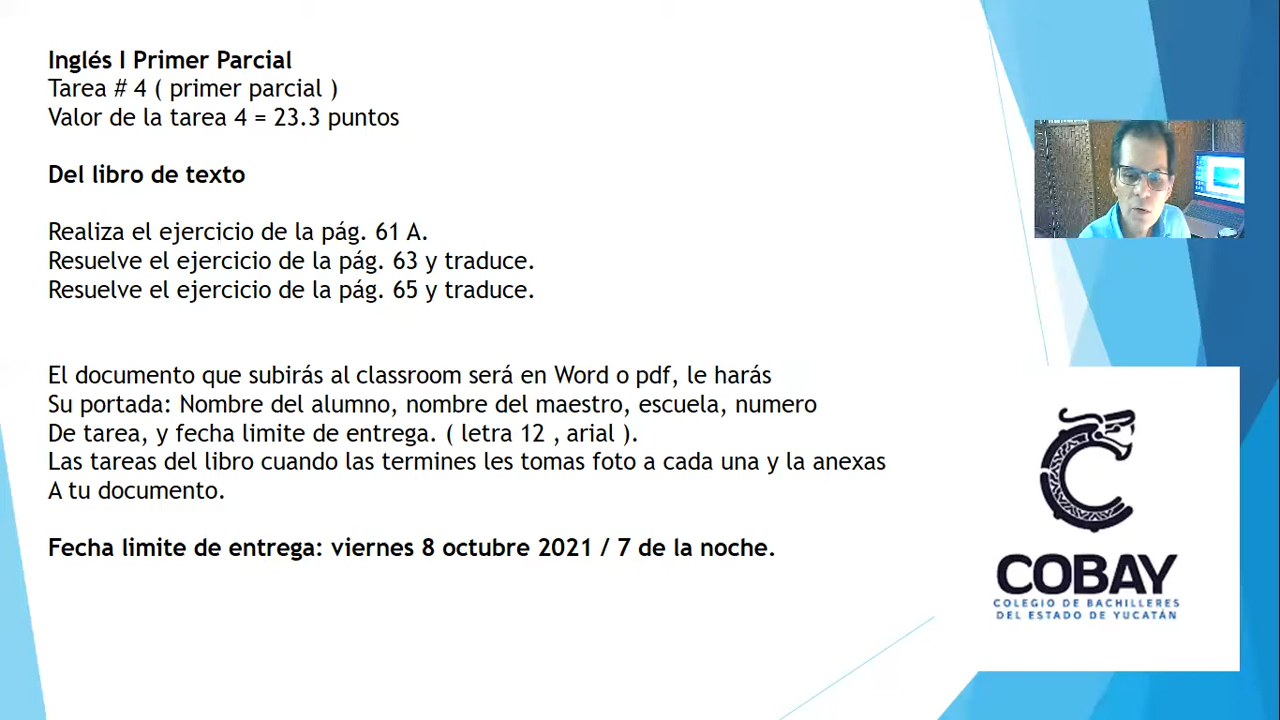 Inglés I Primer Parcial
Tarea # 4 ( primer parcial )
Valor de la tarea 4 = 23.3 puntos
Del libro de texto
Realiza el ejercicio de la pág. 61 A.
Resuelve el ejercicio de la pág. 63 y traduce.
Resuelve el ejercicio de la pág. 65 y traduce.
El documento que subirás al classroom será en Word o pdf, le harás
Su portada: Nombre del alumno, nombre del maestro, escuela, numero
De tarea, y fecha limite de entrega. ( letra 12 , arial ).
Las tareas del libro cuando las termines les tomas foto a cada una y la anexas
A tu documento.
Fecha limite de entrega: viernes 8 octubre 2021 / 7 de la noche.
COBAY
COLEGIO DE BACHILLERES
DEL ESTADO DE YUCATÁN